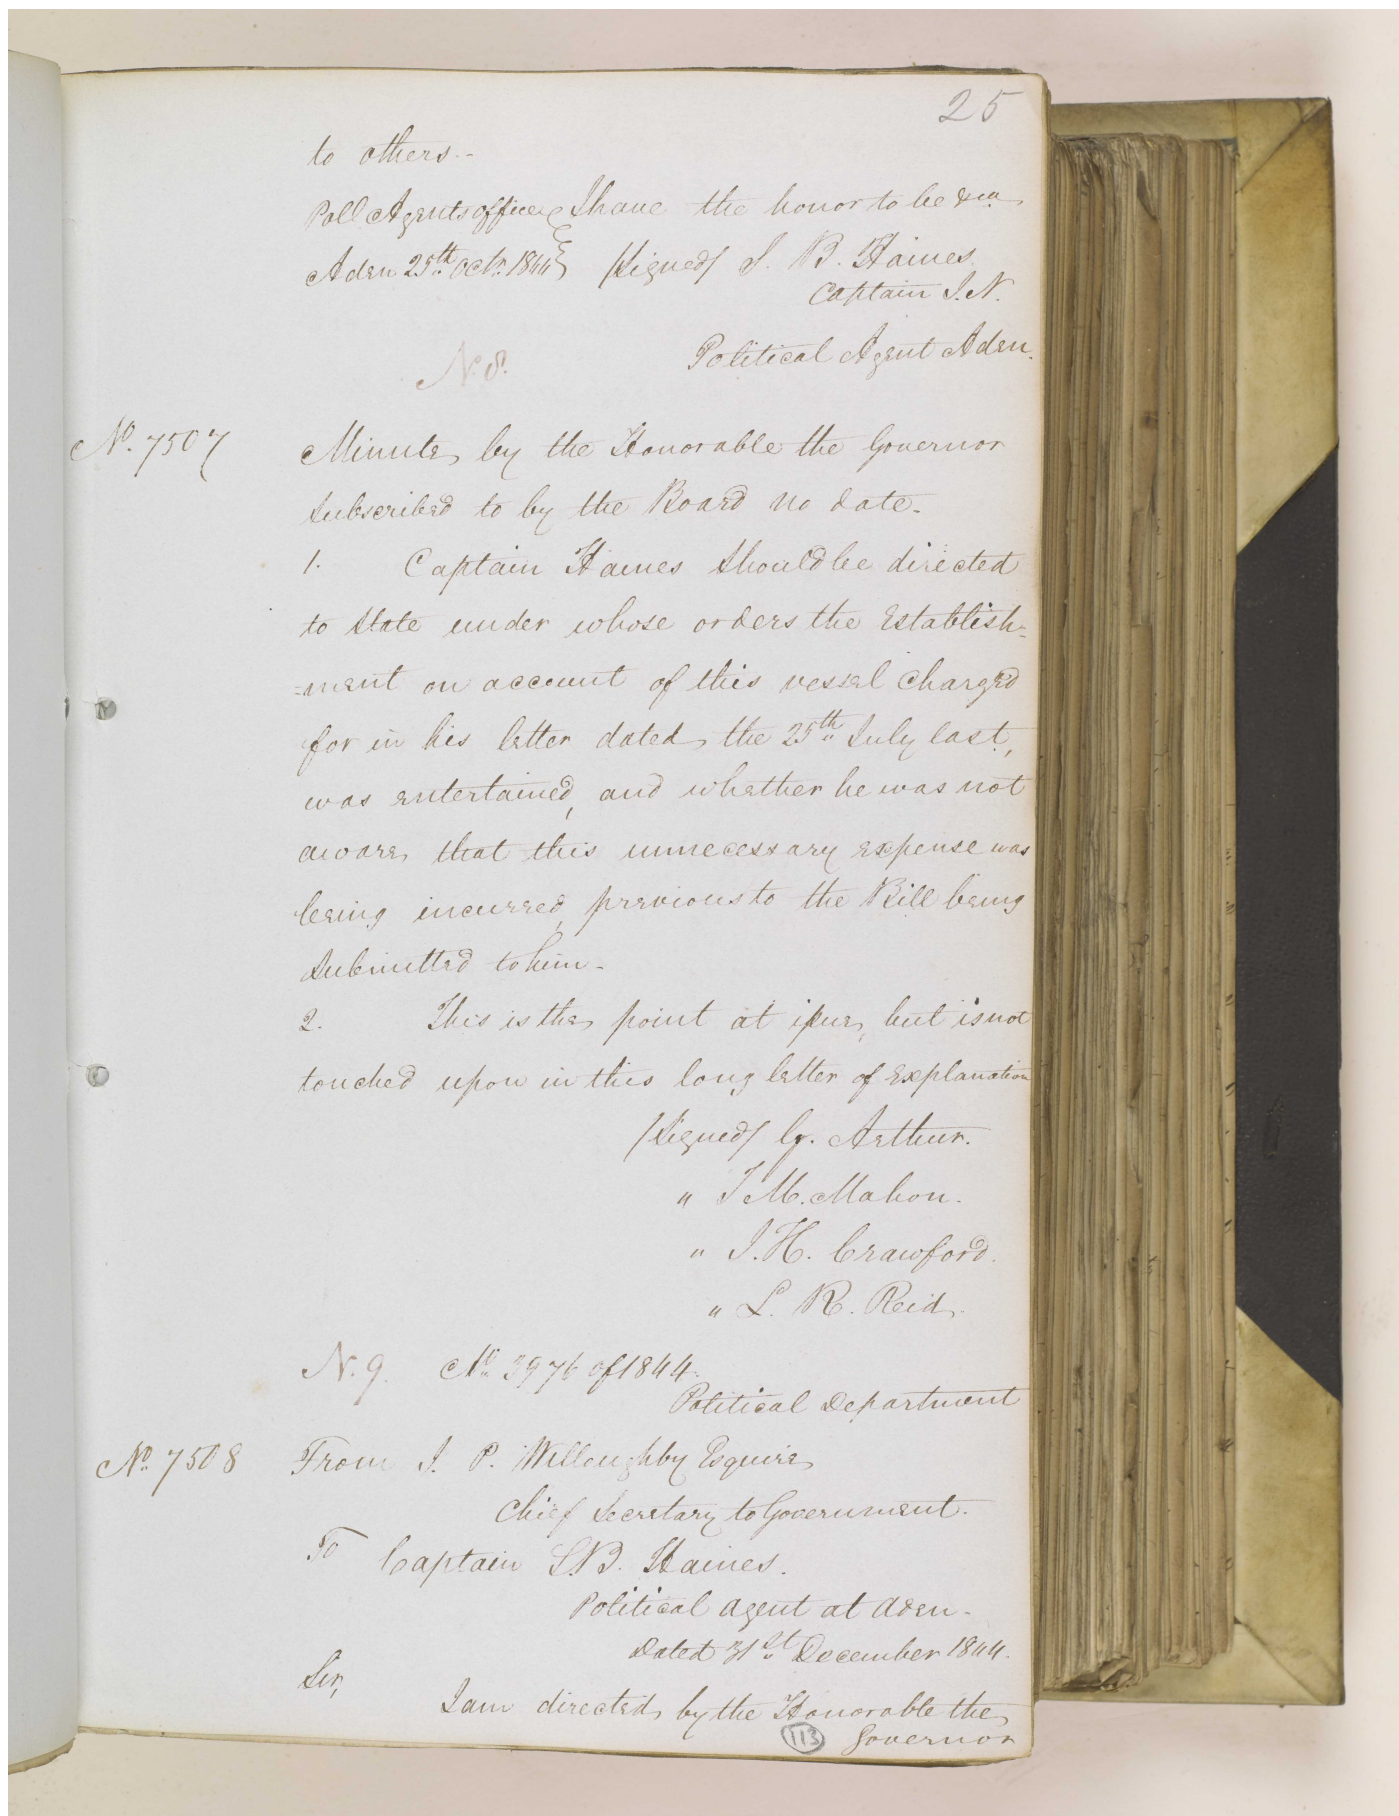 25
to others.-
Poll Agents office I have the honor to be &ca
Aden 25th Octr. 1844 /Signed/ S. B. Haines.
Captain I. N.
Political Agent Aden.
No. 8.
No. 7507 Minute by the Honorable the Governor
subscribed to by the Board no date.
1. Captain Haines should be directed
to state under whose orders the Establish=
=ment on account of this vessel charged
for in his letter dated the 25th July last,
was entertained, and whether he was not
aware that this unnecessary expense was
being incurred, previous to the Bill being
submitted to him-
2. This is the point at issue, but is not
touched upon in this long letter of explanation
/Signed/ G. Arthur.
" T M. Mahon.
" J. H. Crawford.
" L. R. Reid.
N. 9. No. 3976 of 1844.
Political Department
No. 7508 From J. P. Willoughby Esquire
Chief Secretary to Government.
To Captain S.B. Haines.
Political Agent at Aden-
Dated 31st December 1844.
Sir,
I am directed by the Honorable the
113 Governor